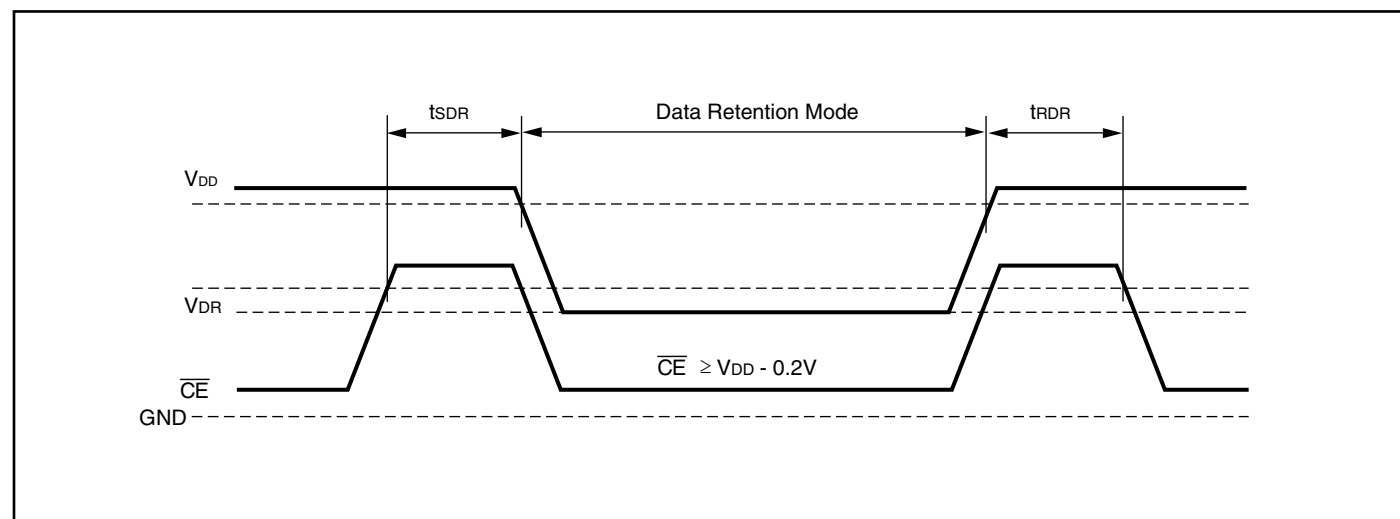 tSDR Data Retention Mode tRDR
VDD
VDR
CE ≥ VDD - 0.2V
CE
GND